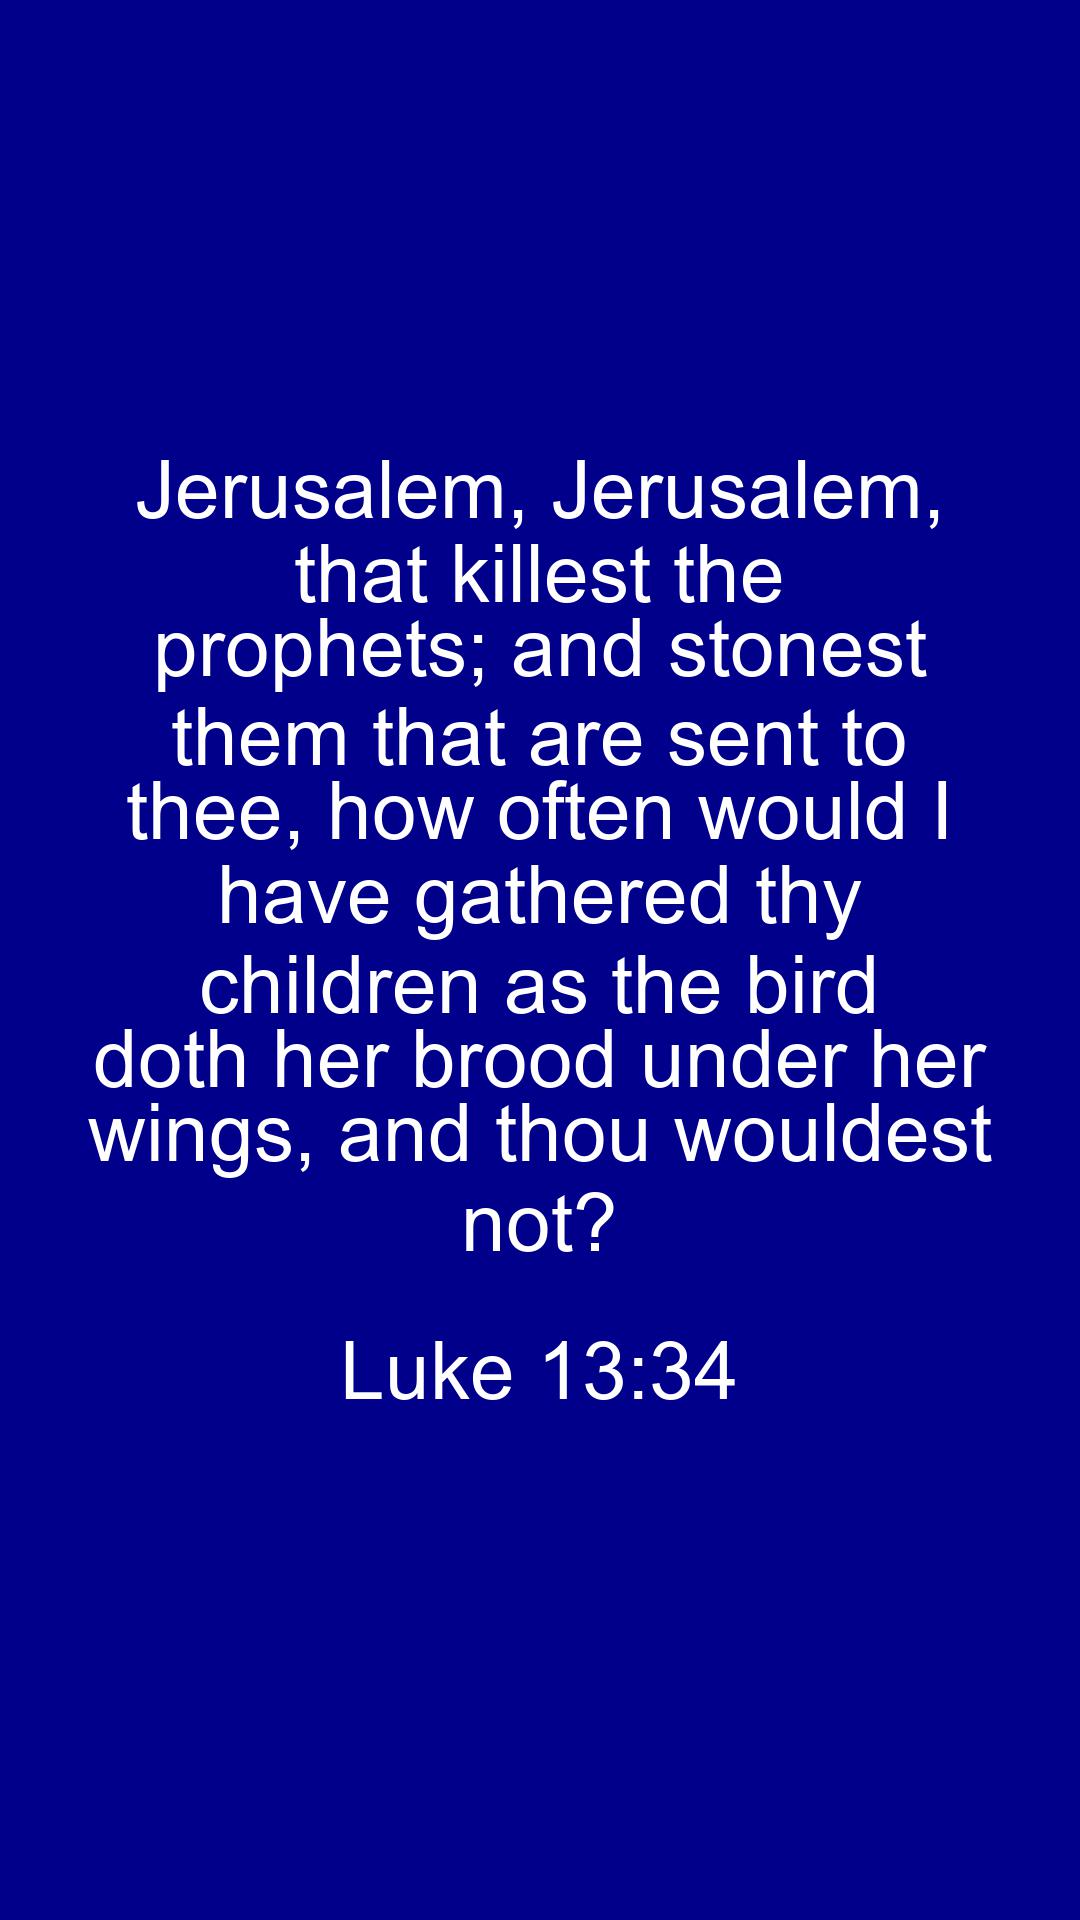 Jerusalem, Jerusalem,
that killest the
prophets; and stonest
them that are sent to
thee, how often would I
have gathered thy
children as the bird
doth her brood under her
wings, and thou wouldest
not?
Luke 13:34